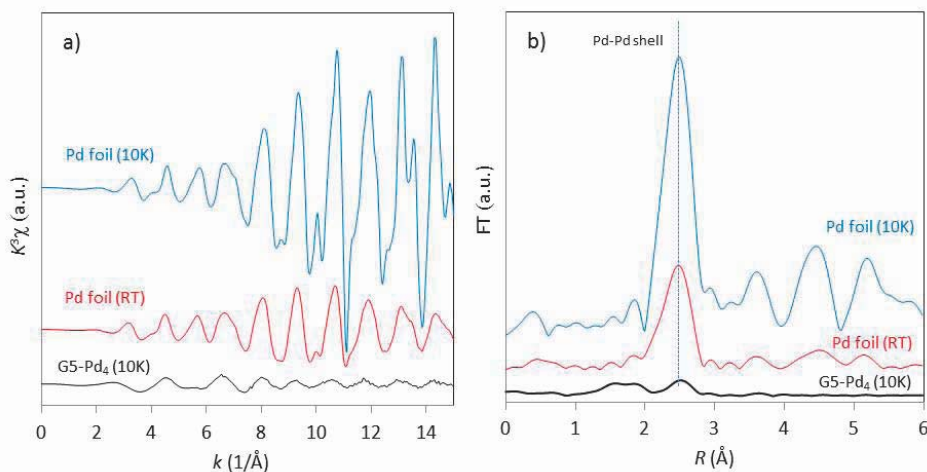 a)
Pd foil (10K)
Pd foil (RT)
G5-Pd₄ (10K)
K³χ (a.u.)
0 2 4 6 8 10 12 14
k (1/Å)
b)
Pd-Pd shell
Pd foil (10K)
Pd foil (RT)
G5-Pd₄ (10K)
FT
0 1 2 3 4 5 6
R (Å)